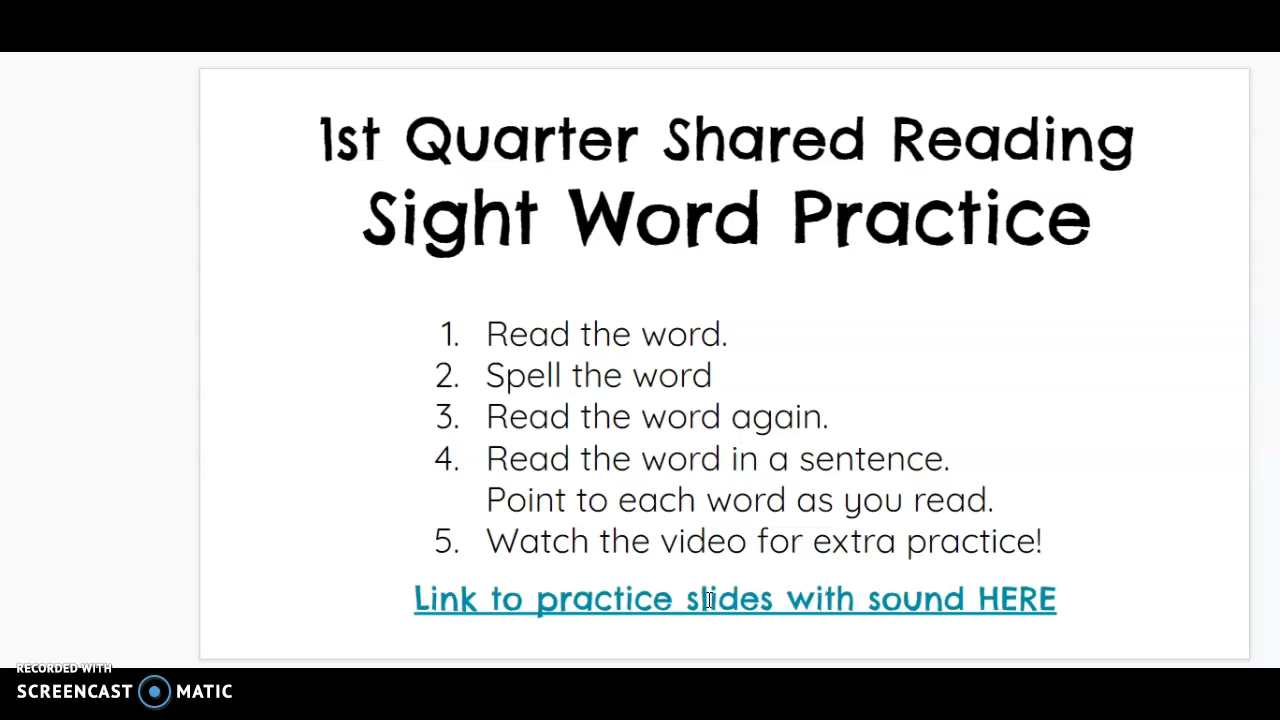 1st Quarter Shared Reading
Sight Word Practice
1. Read the word.
2. Spell the word
3. Read the word again.
4. Read the word in a sentence.
Point to each word as you read.
5. Watch the video for extra practice!
Link to practice slides with sound HERE
RECORDED WITH
SCREENCAST MATIC